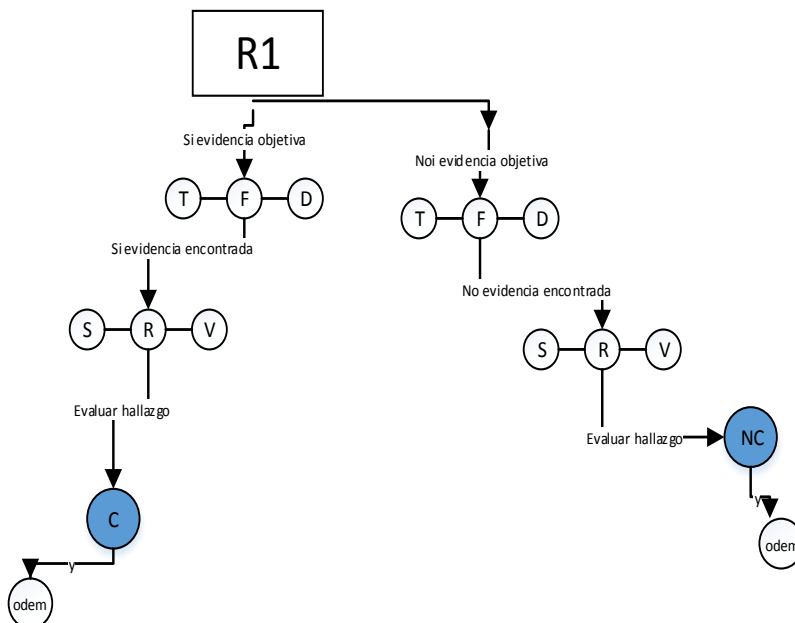 R1
Si evidencia objetiva
Noi evidencia objetiva
T F D
T F D
Si evidencia encontrada
No evidencia encontrada
S R V
S R V
Evaluar hallazgo
Evaluar hallazgo
NC
C
y
odem
y
odem